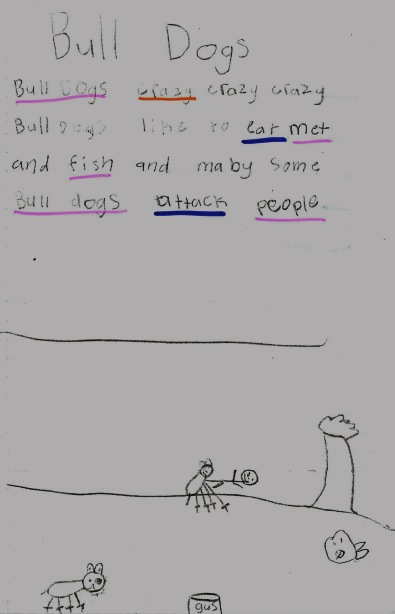 Bull Dogs
Bull Dogs crazy crazy crazy
Bull Dogs like to eat met
and fish and maby some
Bull dogs attack people
gus